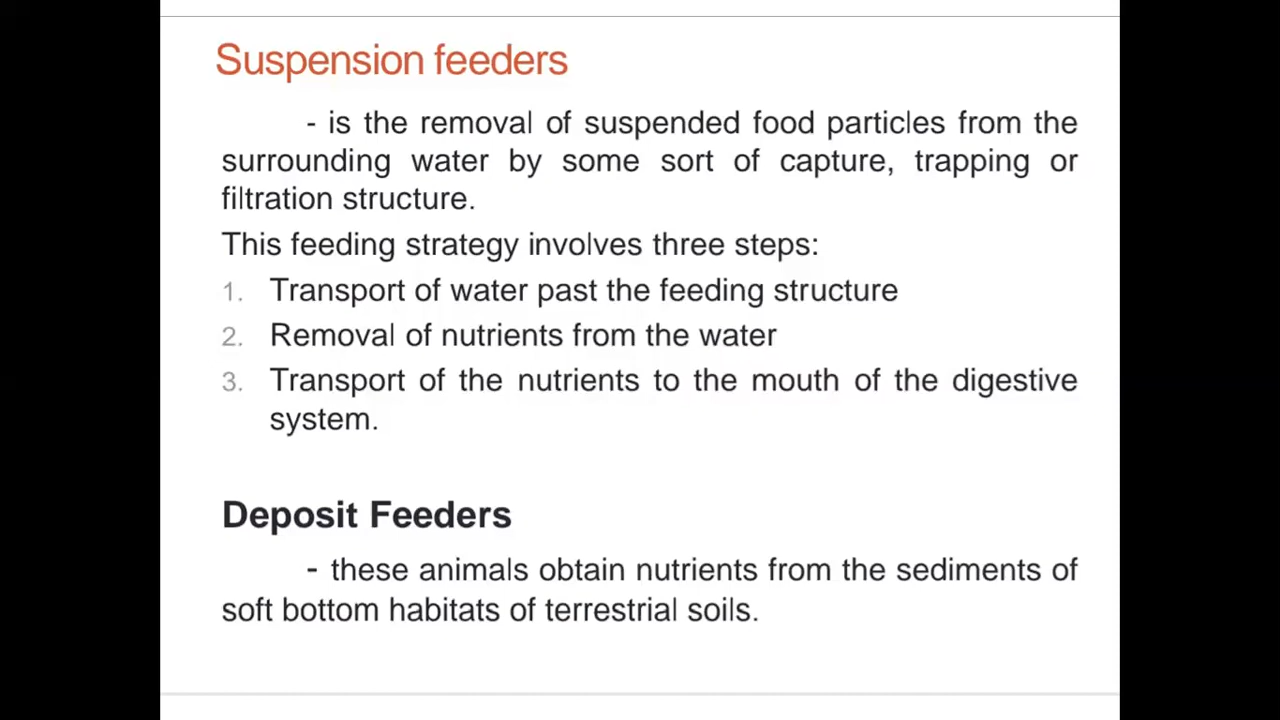 Suspension feeders
- is the removal of suspended food particles from the
surrounding water by some sort of capture, trapping or
filtration structure.
This feeding strategy involves three steps:
1. Transport of water past the feeding structure
2. Removal of nutrients from the water
3. Transport of the nutrients to the mouth of the digestive
system.
Deposit Feeders
- these animals obtain nutrients from the sediments of
soft bottom habitats of terrestrial soils.